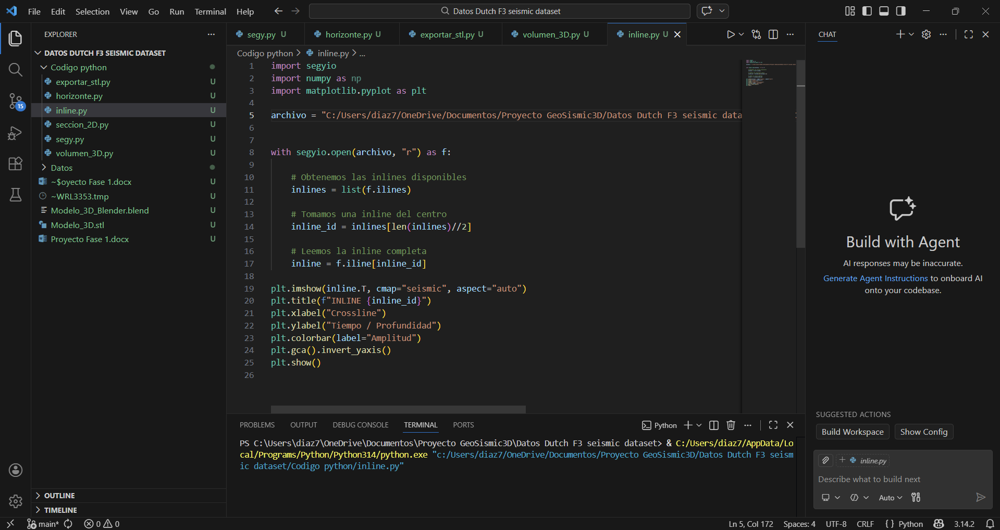 File Edit Selection View Go Run Terminal Help
Datos Dutch F3 seismic dataset
EXPLORER
DATOS DUTCH F3 SEISMIC DATASET
Codigo python
exportar_stl.py U
horizonte.py U
inline.py U
seccion_2D.py U
segy.py U
volumen_3D.py U
Datos
~$oyecto Fase 1.docx U
~WRL3353.tmp U
Modelo_3D_Blender.blend U
Modelo_3D.stl U
Proyecto Fase 1.docx U
15
OUTLINE
TIMELINE
segy.py U horizonte.py U exportar_stl.py U volumen_3D.py U inline.py U
Codigo python > inline.py > ...
1 import segyio
2 import numpy as np
3 import matplotlib.pyplot as plt
4
5 archivo = "C:/Users/diaz7/OneDrive/Documentos/Proyecto GeoSismic3D/Datos Dutch F3 seismic data
6
7
8 with segyio.open(archivo, "r") as f:
9
10 # Obtenemos las inlines disponibles
11 inlines = list(f.ilines)
12
13 # Tomamos una inline del centro
14 inline_id = inlines[len(inlines)//2]
15
16 # Leemos la inline completa
17 inline = f.iline[inline_id]
18
19 plt.imshow(inline.T, cmap="seismic", aspect="auto")
20 plt.title(f"INLINE {inline_id}")
21 plt.xlabel("Crossline")
22 plt.ylabel("Tiempo / Profundidad")
23 plt.colorbar(label="Amplitud")
24 plt.gca().invert_yaxis()
25 plt.show()
26
PROBLEMS OUTPUT DEBUG CONSOLE TERMINAL PORTS
Python
PS C:\Users\diaz7\OneDrive\Documentos\Proyecto GeoSismic3D\Datos Dutch F3 seismic dataset> & C:/Users/diaz7/AppData/Lo
cal/Programs/Python/Python314/python.exe "c:/Users/diaz7/OneDrive/Documentos/Proyecto GeoSismic3D/Datos Dutch F3 seism
ic dataset/Codigo python/inline.py"
CHAT
Build with Agent
AI responses may be inaccurate.
Generate Agent Instructions to onboard AI
onto your codebase.
SUGGESTED ACTIONS
Build Workspace Show Config
inline.py
Describe what to build next
Auto
main* 0 0
Ln 5, Col 172 Spaces: 4 UTF-8 CRLF {} Python 3.14.2